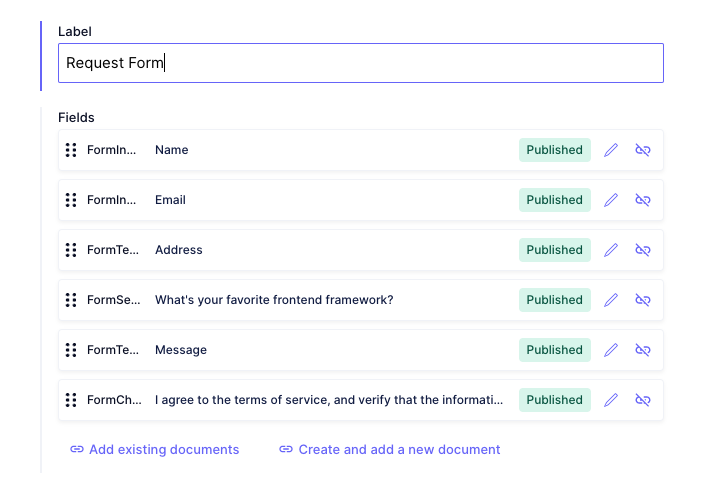 Label
Request Form
Fields
FormIn... Name Published
FormIn... Email Published
FormTe... Address Published
FormSe... What's your favorite frontend framework? Published
FormTe... Message Published
FormCh... I agree to the terms of service, and verify that the informati... Published
Add existing documents Create and add a new document